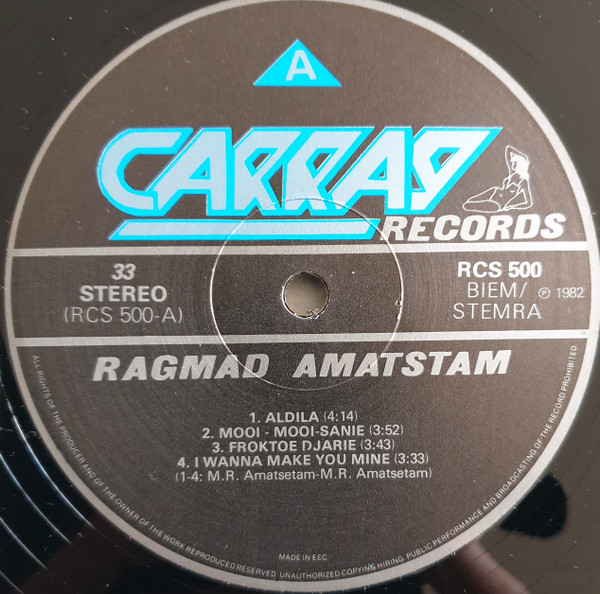 A
CARRAY
RECORDS
33
STEREO
(RCS 500-A)
RCS 500
BIEM/ ℗ 1982
STEMRA
RAGMAD AMATSTAM
1. ALDILA (4:14)
2. MOOI - MOOI-SANIE (3:52)
3. FROKTOE DJARIE (3:43)
4. I WANNA MAKE YOU MINE (3:33)
(1-4: M.R. Amatsetam-M.R. Amatsetam)
MADE IN EEC
ALL RIGHTS OF THE PRODUCER AND OF THE OWNER OF THE WORK REPRODUCED RESERVED UNAUTHORIZED COPYING HIRING PUBLIC PERFORMANCE AND BROADCASTING OF THE RECORD PROHIBITED